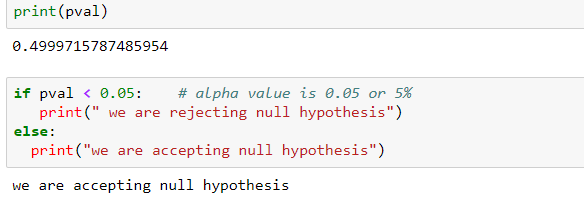 print(pval)
0.4999715787485954
if pval < 0.05:    # alpha value is 0.05 or 5%
   print(" we are rejecting null hypothesis")
else:
  print("we are accepting null hypothesis")
we are accepting null hypothesis